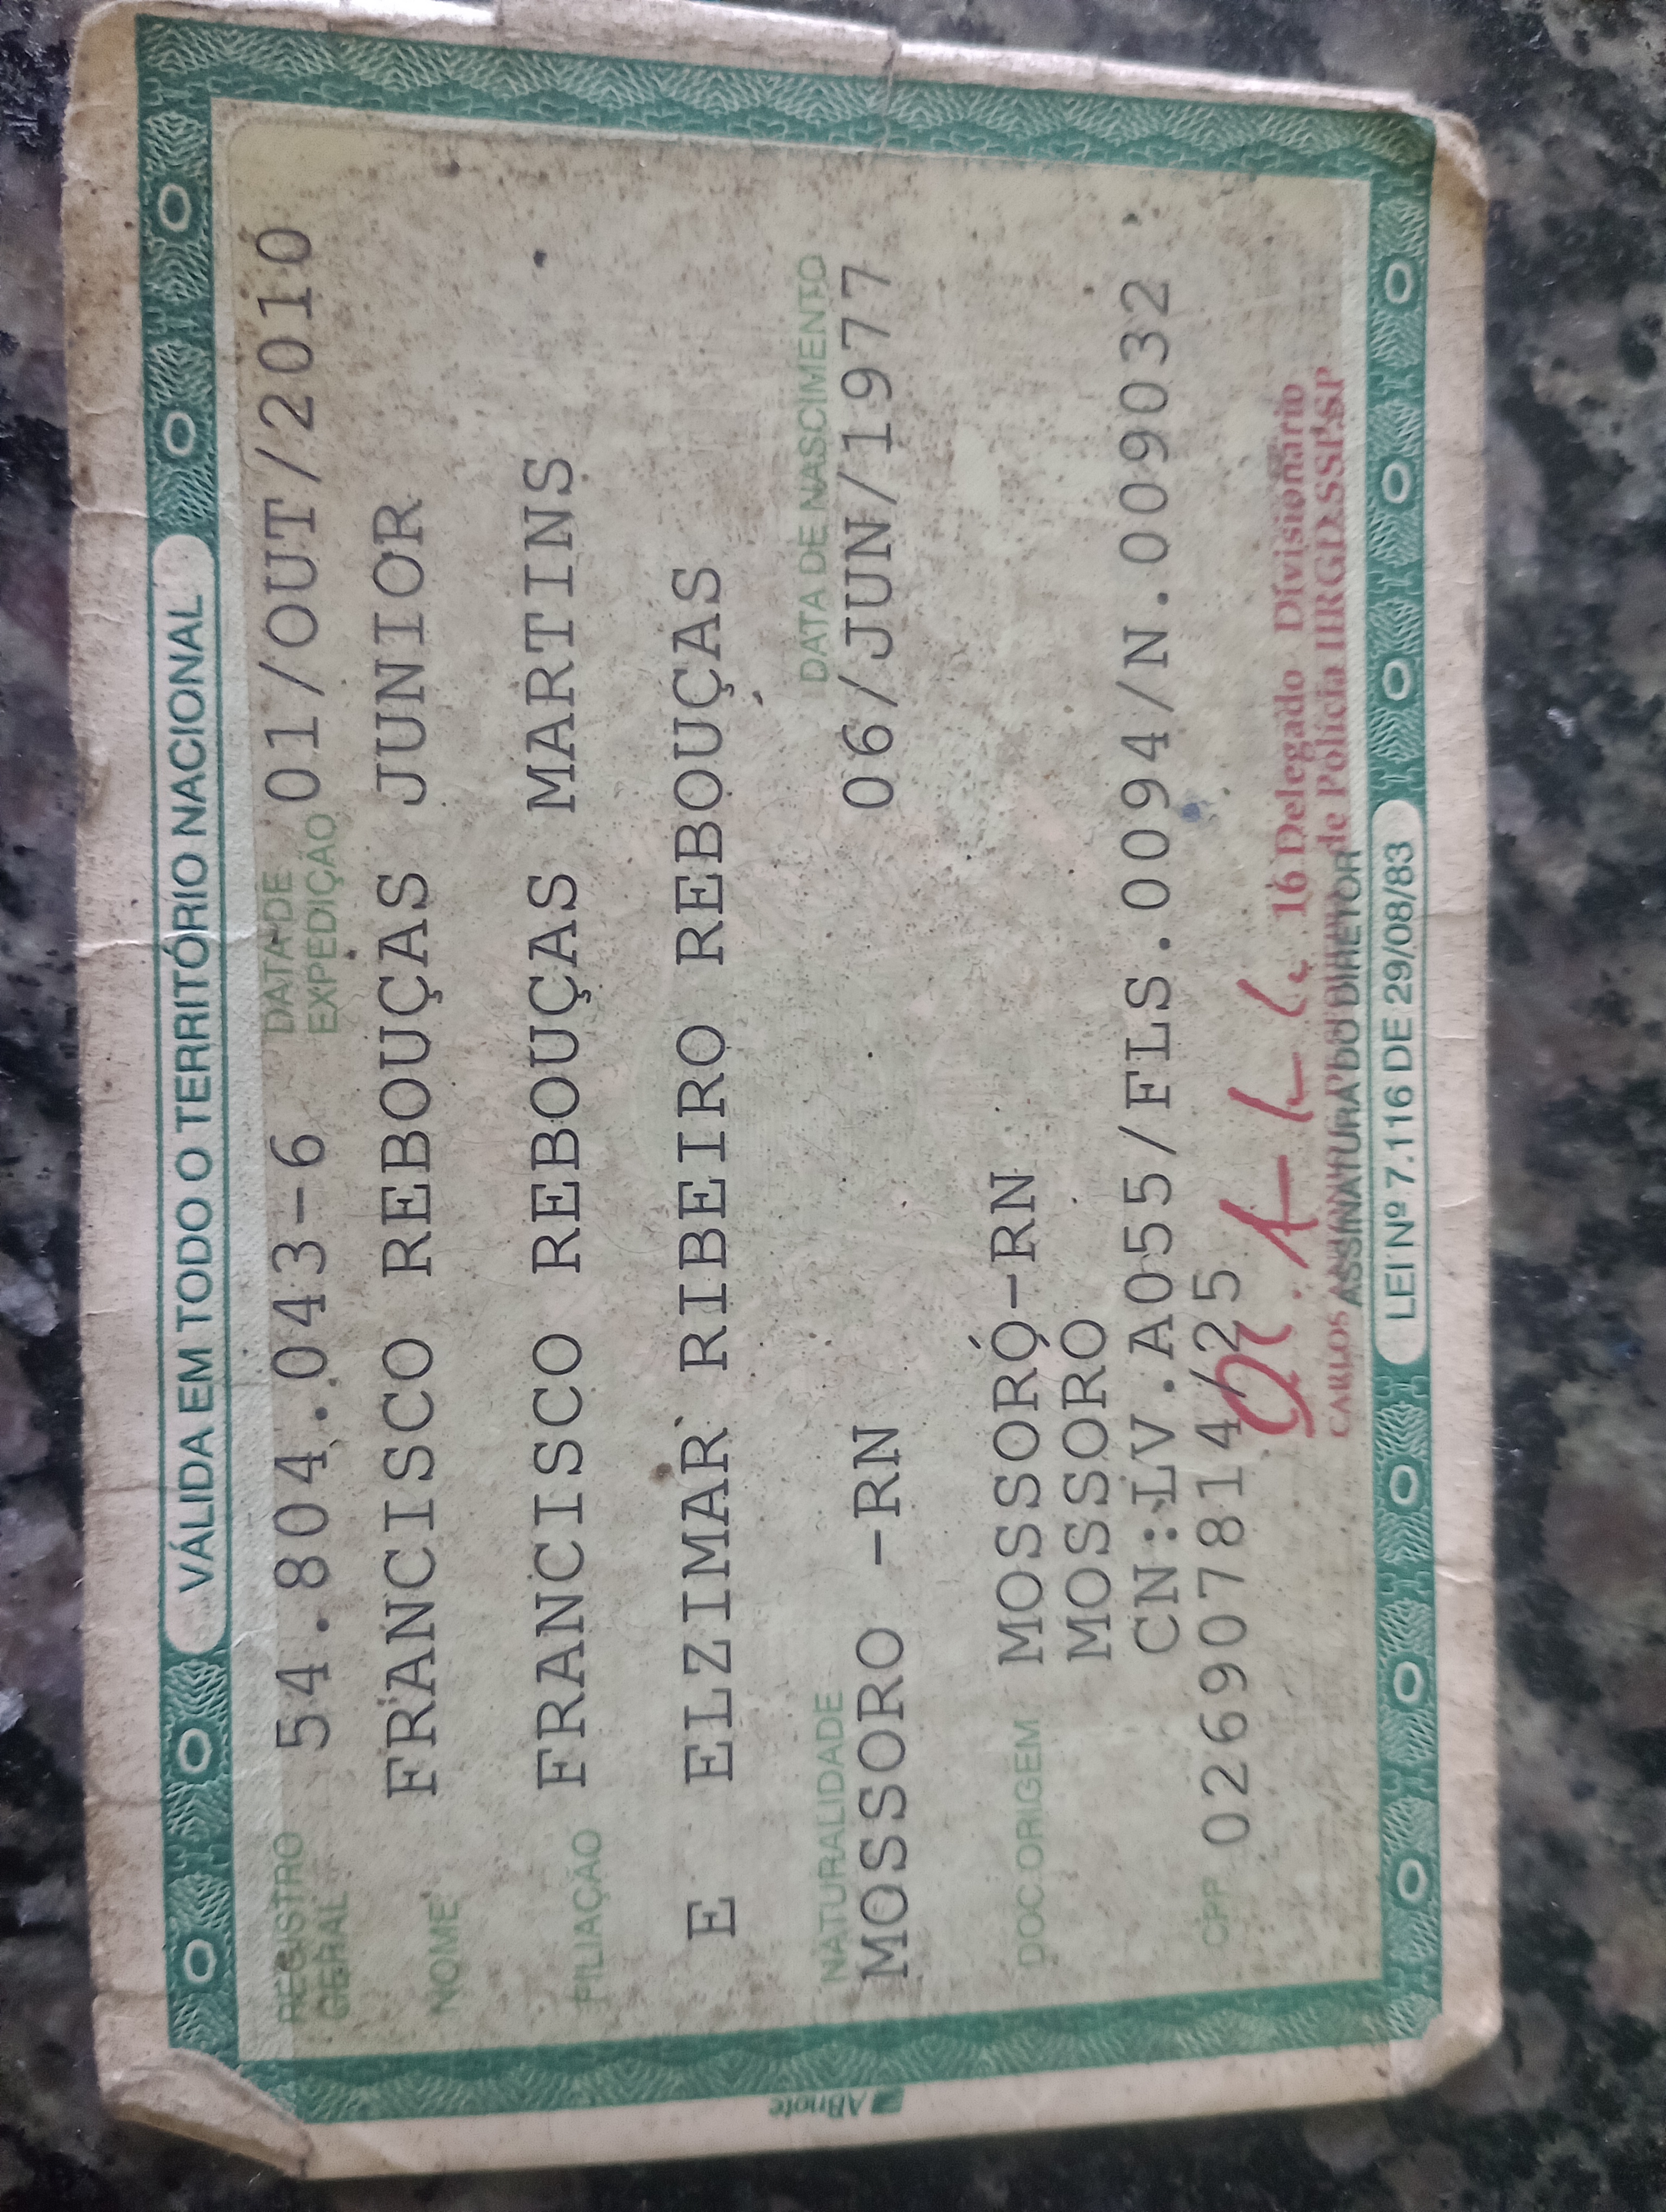 VÁLIDA EM TODO O TERRITÓRIO NACIONAL
REGISTRO GERAL 54.804.043-6 DATA DE EXPEDIÇÃO 01/OUT/2010
NOME FRANCISCO REBOUÇAS JUNIOR
FILIAÇÃO FRANCISCO REBOUÇAS MARTINS
E ELZIMAR RIBEIRO REBOUÇAS
NATURALIDADE DATA DE NASCIMENTO
MOSSORO -RN 06/JUN/1977
DOC.ORIGEM MOSSORÓ-RN
MOSSORO
CN:LV.A055/FLS.0094/N.009032
CPF 026907814/25
16 Delegado Divisionário
CARLOS de Polícia IIRGD.SSP.SP
ASSINATURA DO DIRETOR
LEI Nº 7.116 DE 29/08/83
ABnote